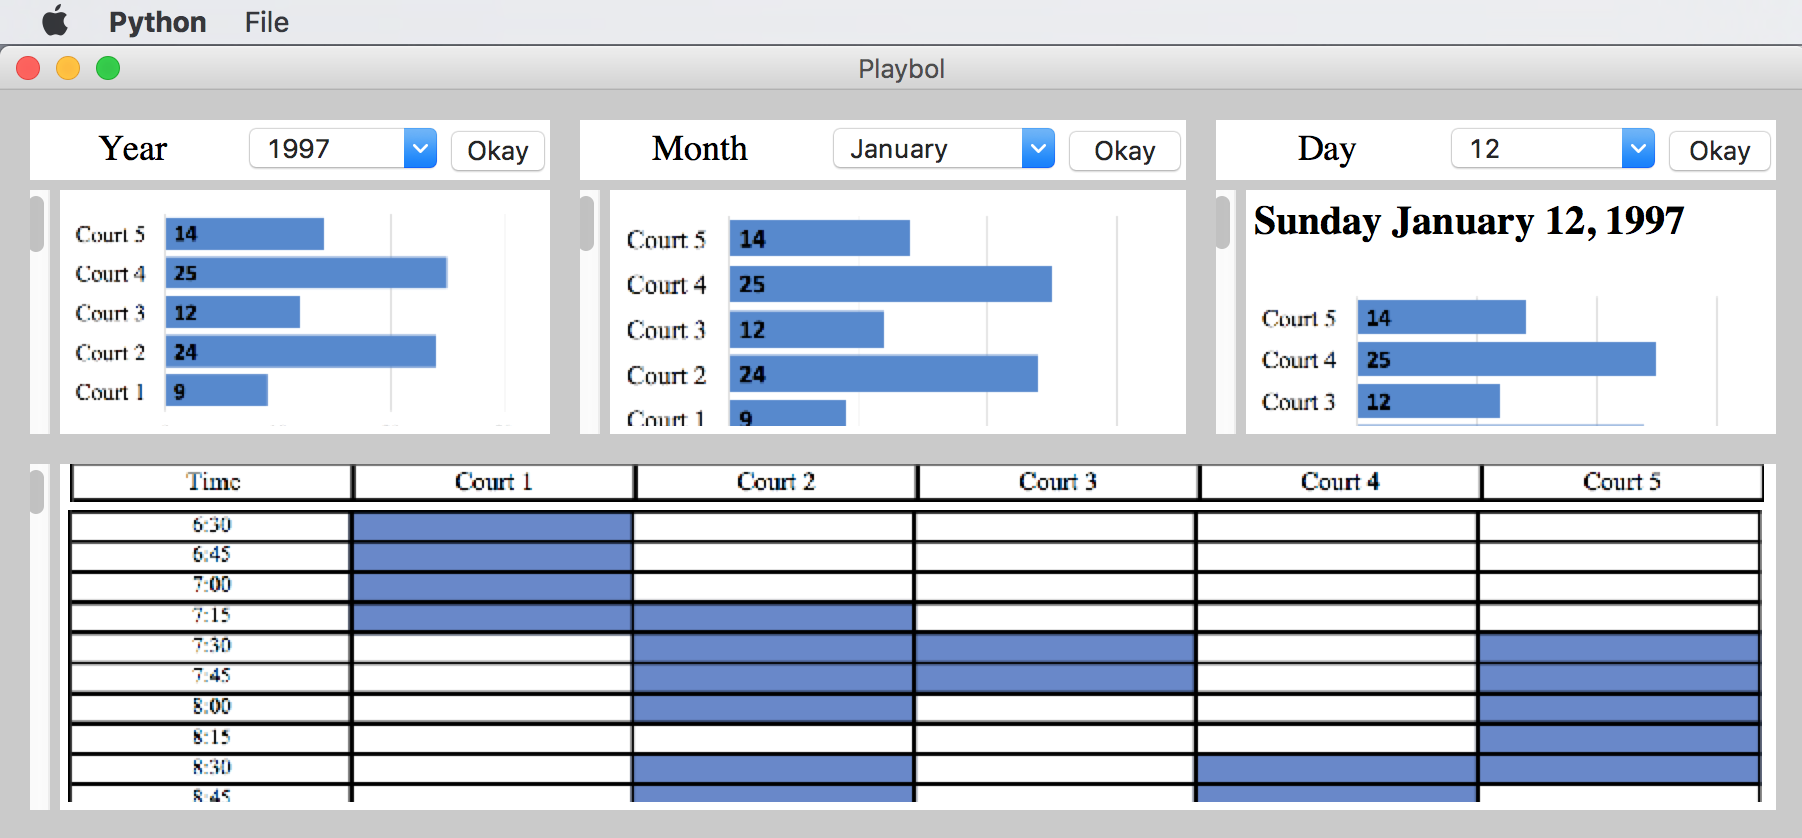 Python File
Playbol
Year 1997 Okay
Month January Okay
Day 12 Okay
Court 5 14
Court 4 25
Court 3 12
Court 2 24
Court 1 9
Court 5 14
Court 4 25
Court 3 12
Court 2 24
Court 1 9
Sunday January 12, 1997
Court 5 14
Court 4 25
Court 3 12
Time Court 1 Court 2 Court 3 Court 4 Court 5
6:30
6:45
7:00
7:15
7:30
7:45
8:00
8:15
8:30
8:45